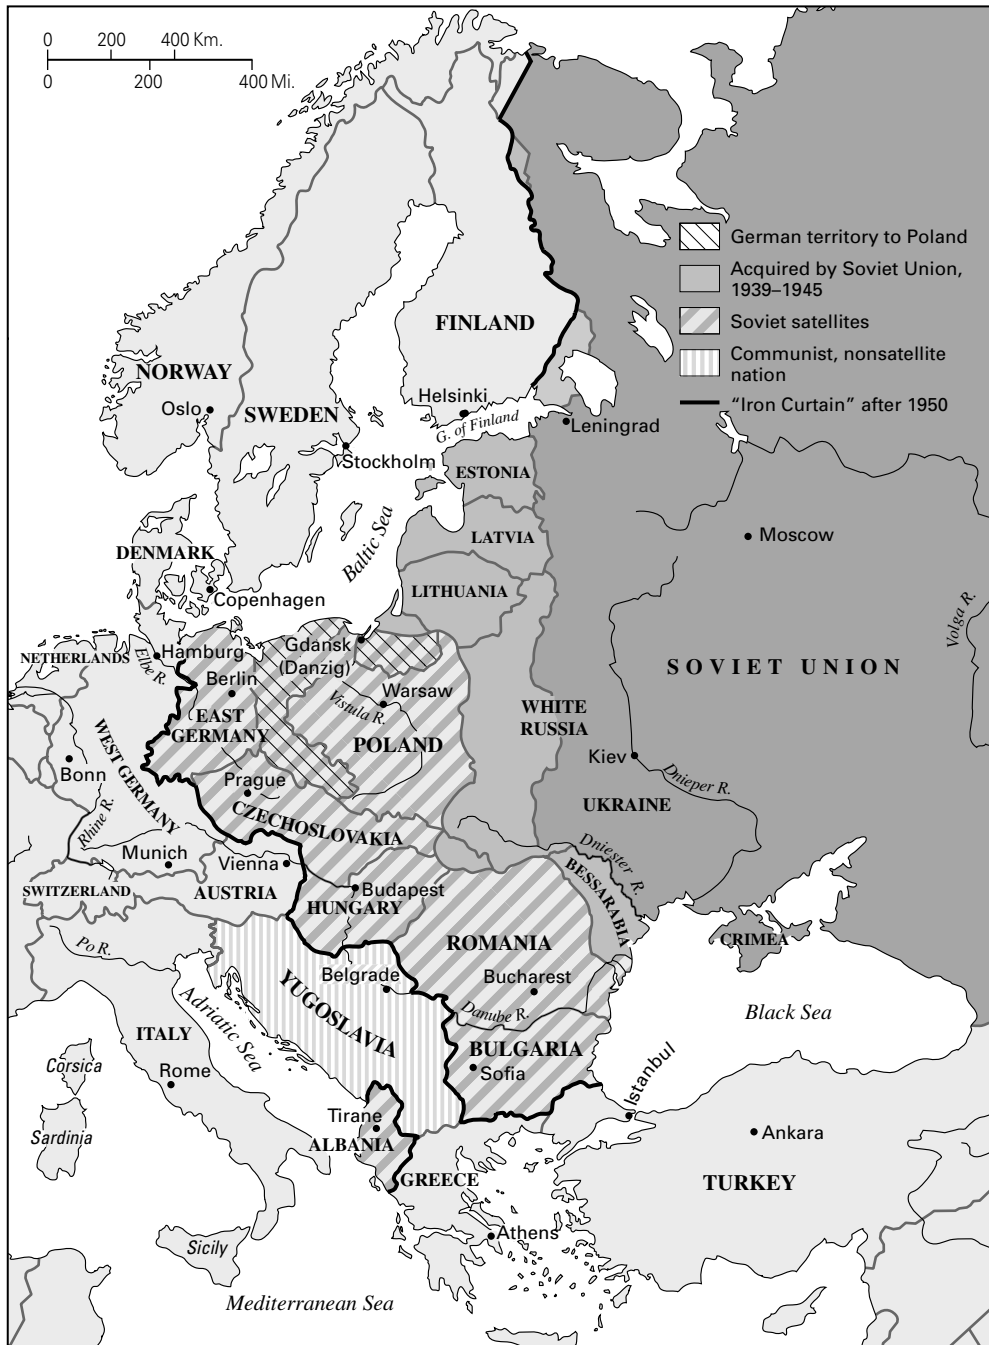 0 200 400 Km.
0 200 400 Mi.
German territory to Poland
Acquired by Soviet Union,
1939–1945
Soviet satellites
Communist, nonsatellite
nation
“Iron Curtain” after 1950
FINLAND
NORWAY
Helsinki
Oslo
SWEDEN
G. of Finland
Leningrad
Stockholm
ESTONIA
Baltic Sea
LATVIA
Moscow
DENMARK
LITHUANIA
Copenhagen
Volga R.
NETHERLANDS
Elbe R.
Hamburg
Gdansk
(Danzig)
SOVIET UNION
Berlin
Warsaw
Vistula R.
EAST
GERMANY
WHITE
RUSSIA
POLAND
WEST GERMANY
Bonn
Kiev
Dnieper R.
Prague
UKRAINE
Rhine R.
CZECHOSLOVAKIA
Munich
Vienna
Dniester R.
SWITZERLAND
AUSTRIA
Budapest
HUNGARY
BESSARABIA
Po R.
ROMANIA
CRIMEA
Belgrade
Bucharest
YUGOSLAVIA
Adriatic Sea
Danube R.
Black Sea
ITALY
BULGARIA
Corsica
Rome
Sofia
Istanbul
Tirane
Sardinia
ALBANIA
Ankara
GREECE
TURKEY
Athens
Sicily
Mediterranean Sea